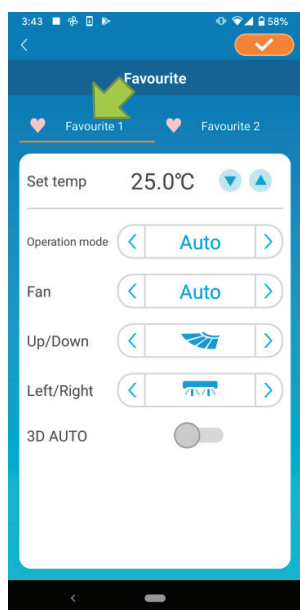 3:43 58%
Favourite
Favourite 1 Favourite 2
Set temp 25.0℃
Operation mode Auto
Fan Auto
Up/Down
Left/Right
3D AUTO